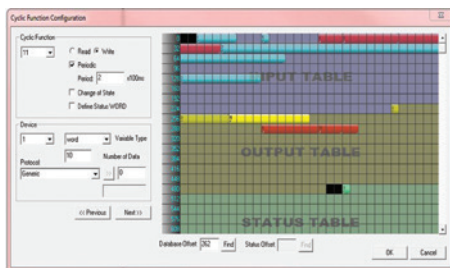 Cyclic Function Configuration
Cyclic Function
11
Read Write
Periodic
Period: 2 x100ms
Change of State
Define Status WORD
Device
1 word Variable Type
10 Number of Data
Protocol
Generic >> 0
<< Previous Next >>
INPUT TABLE
OUTPUT TABLE
STATUS TABLE
Database Offset 262 Find Status Offset Find
OK Cancel